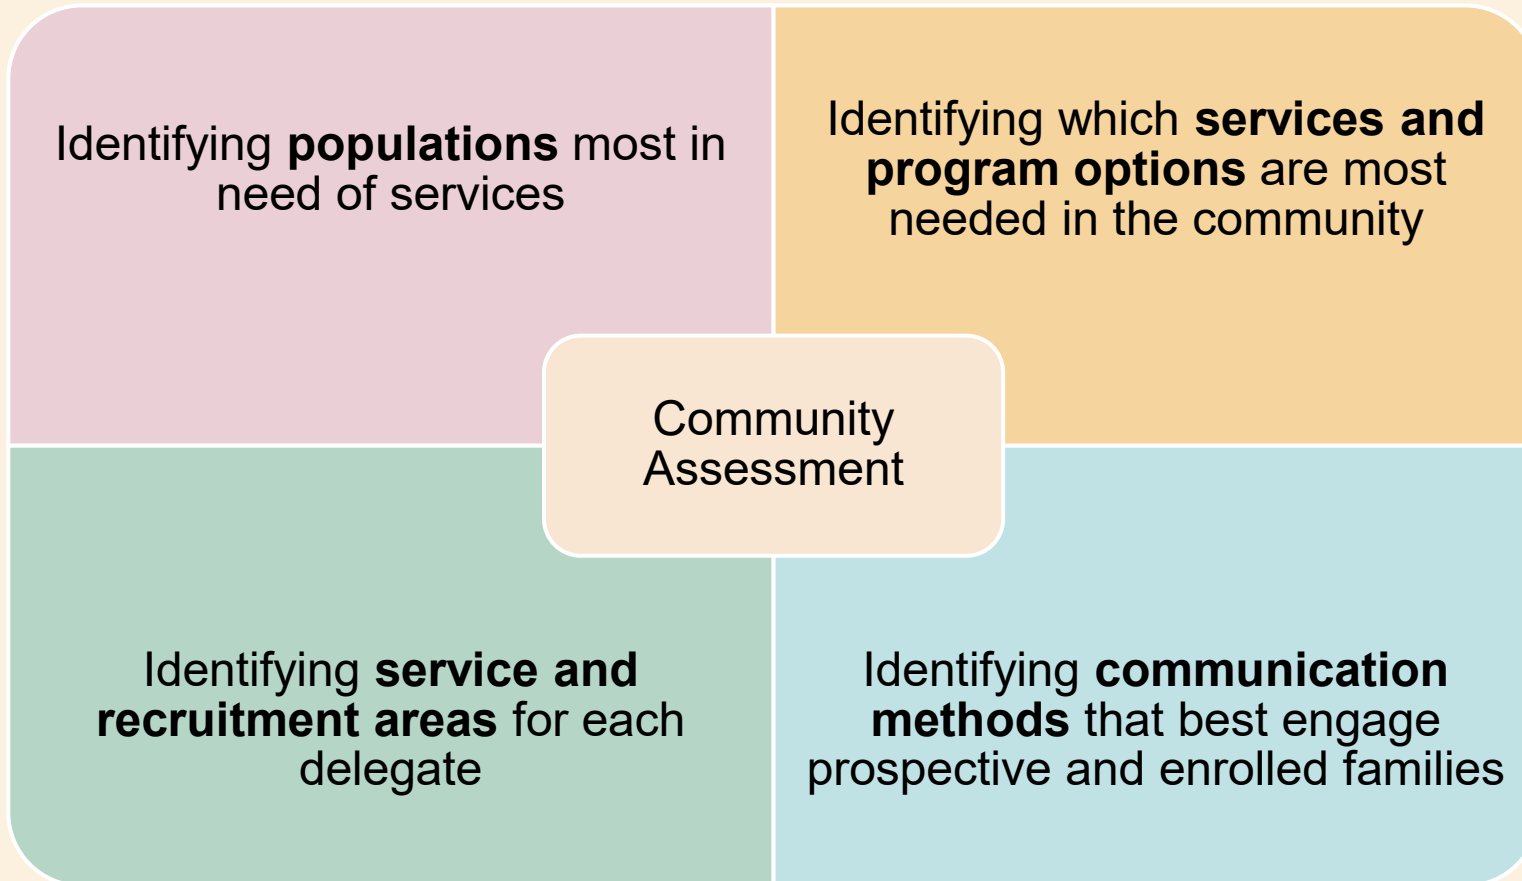 Identifying populations most in
need of services
Identifying which services and
program options are most
needed in the community
Community
Assessment
Identifying service and
recruitment areas for each
delegate
Identifying communication
methods that best engage
prospective and enrolled families